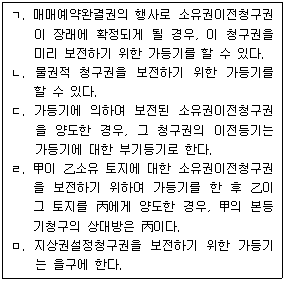 ㄱ. 매매예약완결권의 행사로 소유권이전청구권
이 장래에 확정되게 될 경우, 이 청구권을
미리 보전하기 위한 가등기를 할 수 있다.
ㄴ. 물권적 청구권을 보전하기 위한 가등기를
할 수 있다.
ㄷ. 가등기에 의하여 보전된 소유권이전청구권
을 양도한 경우, 그 청구권의 이전등기는
가등기에 대한 부기등기로 한다.
ㄹ. 甲이 乙소유 토지에 대한 소유권이전청구권
을 보전하기 위하여 가등기를 한 후 乙이
그 토지를 丙에게 양도한 경우, 甲의 본등
기청구의 상대방은 丙이다.
ㅁ. 지상권설정청구권을 보전하기 위한 가등기
는 을구에 한다.